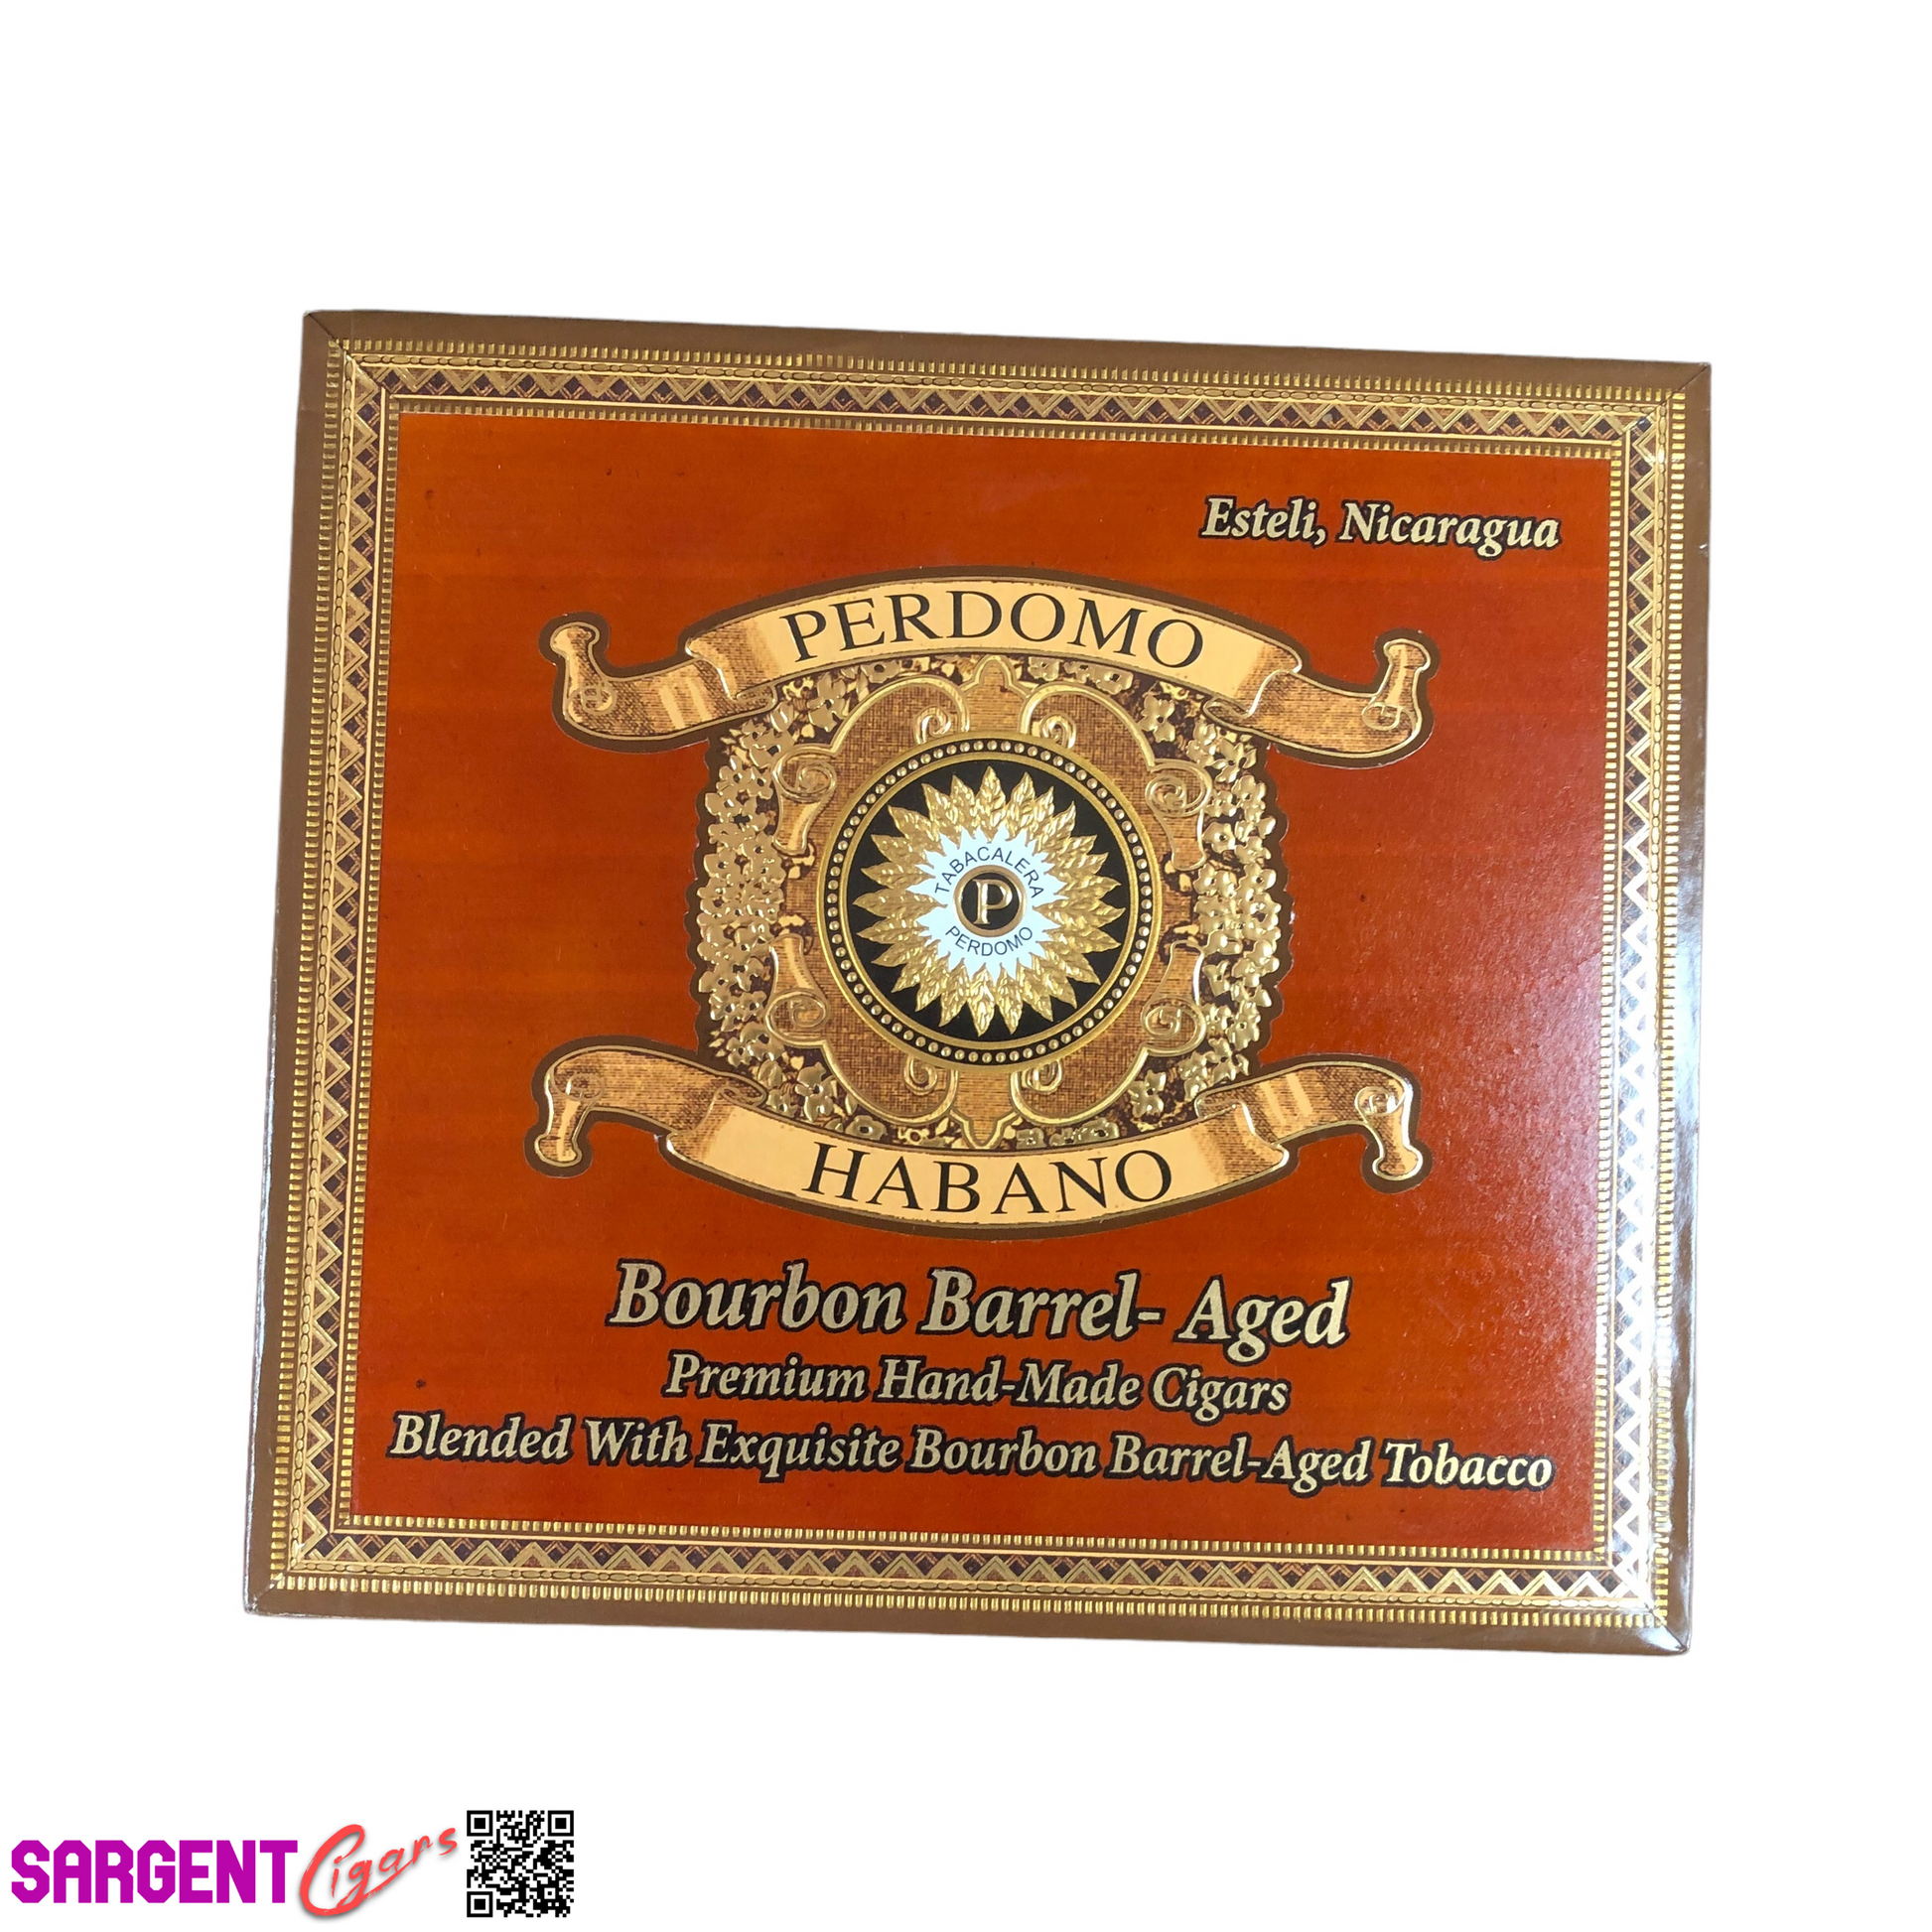 Esteli, Nicaragua
PERDOMO
TABACALERA
P
PERDOMO
HABANO
Bourbon Barrel- Aged
Premium Hand-Made Cigars
Blended With Exquisite Bourbon Barrel-Aged Tobacco
SARGENT Cigars